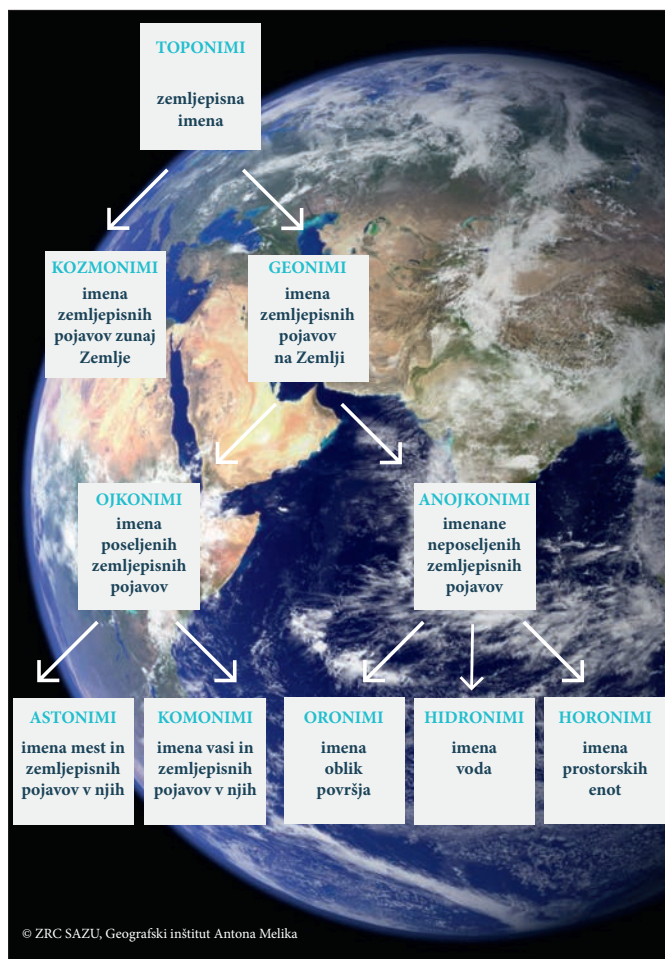 TOPONIMI
zemljepisna
imena
KOZMONIMI
imena
zemljepisnih
pojavov zunaj
Zemlje
GEONIMI
imena
zemljepisnih
pojavov
na Zemlji
OJKONIMI
imena
poseljenih
zemljepisnih
pojavov
ANOJKONIMI
imenane
neposeljenih
zemljepisnih
pojavov
ASTONIMI
imena mest in
zemljepisnih
pojavov v njih
KOMONIMI
imena vasi in
zemljepisnih
pojavov v njih
ORONIMI
imena
oblik
površja
HIDRONIMI
imena
voda
HORONIMI
imena
prostorskih
enot
© ZRC SAZU, Geografski inštitut Antona Melika